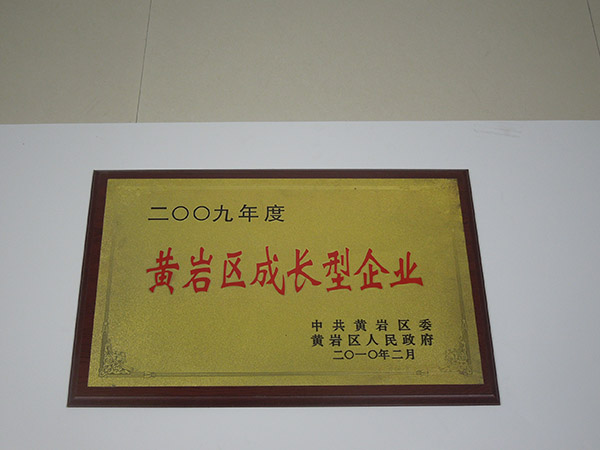 二〇〇九年度
黄岩区成长型企业
中共黄岩区委
黄岩区人民政府
二〇一〇年二月